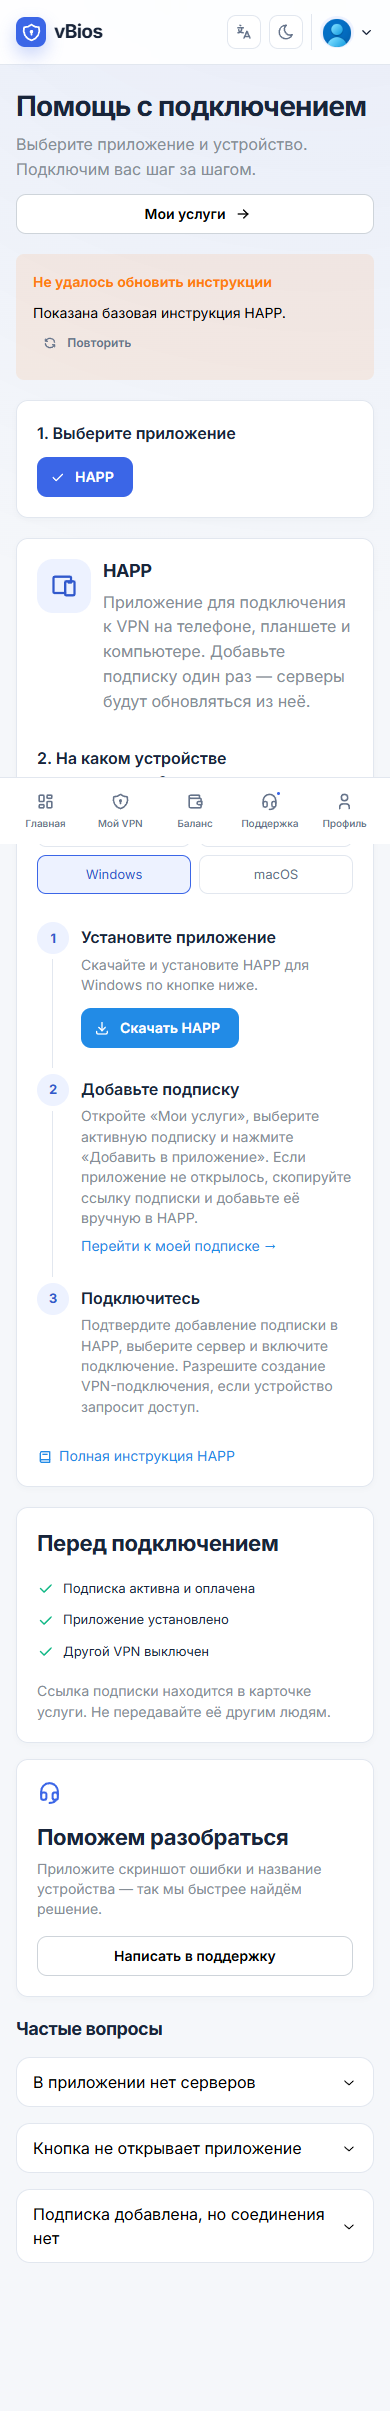 vBios
Помощь с подключением
Выберите приложение и устройство.
Подключим вас шаг за шагом.
Мои услуги →
Не удалось обновить инструкции
Показана базовая инструкция HAPP.
Повторить
1. Выберите приложение
HAPP
HAPP
Приложение для подключения
к VPN на телефоне, планшете и
компьютере. Добавьте
подписку один раз — серверы
будут обновляться из неё.
2. На каком устройстве
Главная
Мой VPN
Баланс
Поддержка
Профиль
Windows
macOS
1
Установите приложение
Скачайте и установите HAPP для
Windows по кнопке ниже.
Скачать HAPP
2
Добавьте подписку
Откройте «Мои услуги», выберите
активную подписку и нажмите
«Добавить в приложение». Если
приложение не открылось, скопируйте
ссылку подписки и добавьте её
вручную в HAPP.
Перейти к моей подписке →
3
Подключитесь
Подтвердите добавление подписки в
HAPP, выберите сервер и включите
подключение. Разрешите создание
VPN-подключения, если устройство
запросит доступ.
Полная инструкция HAPP
Перед подключением
Подписка активна и оплачена
Приложение установлено
Другой VPN выключен
Ссылка подписки находится в карточке
услуги. Не передавайте её другим людям.
Поможем разобраться
Приложите скриншот ошибки и название
устройства — так мы быстрее найдём
решение.
Написать в поддержку
Частые вопросы
В приложении нет серверов
Кнопка не открывает приложение
Подписка добавлена, но соединения
нет